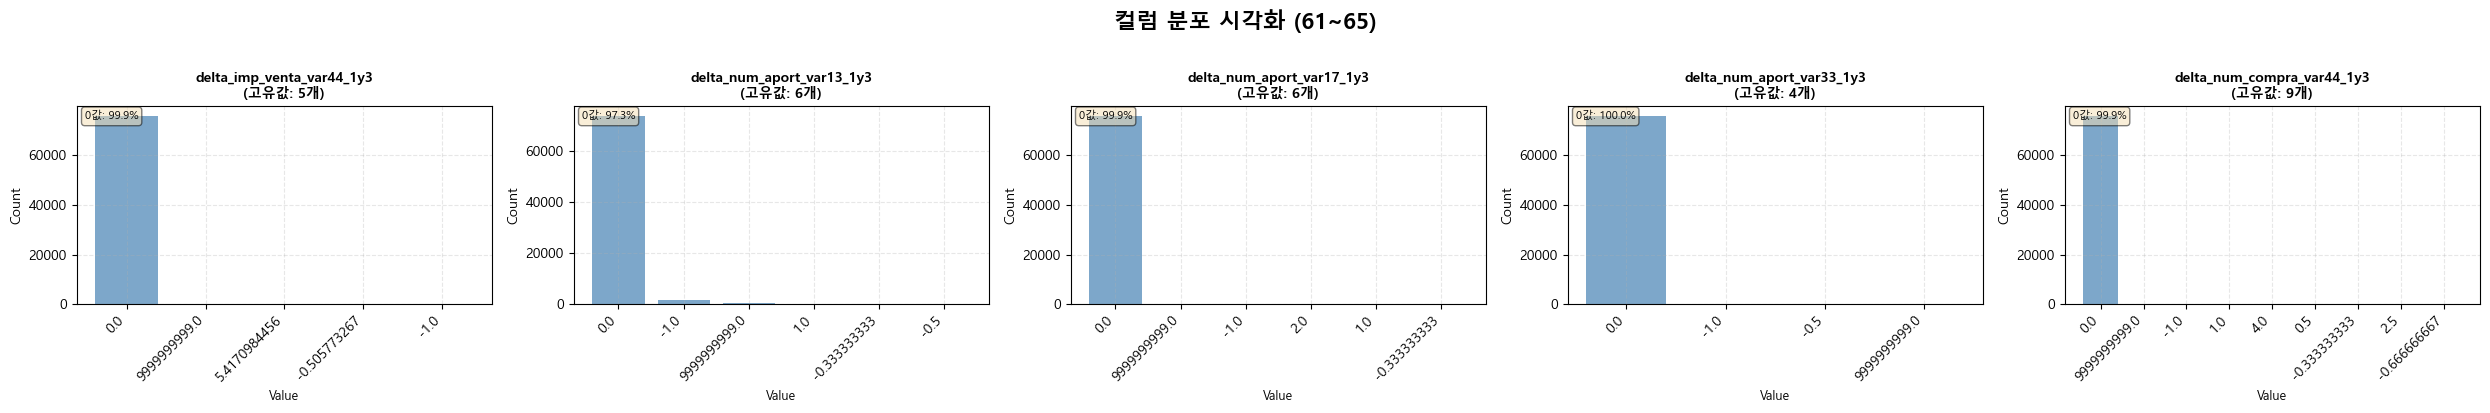 컬럼 분포 시각화 (61~65)
delta_imp_venta_var44_1y3
(고유값: 5개)
0값: 99.9%
Count
60000
40000
20000
0
0.0
9999999999.0
5.4170984456
-0.505773267
-1.0
Value
delta_num_aport_var13_1y3
(고유값: 6개)
0값: 97.3%
Count
60000
40000
20000
0
0.0
-1.0
9999999999.0
1.0
-0.333333333
-0.5
Value
delta_num_aport_var17_1y3
(고유값: 6개)
0값: 99.9%
Count
60000
40000
20000
0
0.0
9999999999.0
-1.0
2.0
1.0
-0.333333333
Value
delta_num_aport_var33_1y3
(고유값: 4개)
0값: 100.0%
Count
60000
40000
20000
0
0.0
-1.0
-0.5
9999999999.0
Value
delta_num_compra_var44_1y3
(고유값: 9개)
0값: 99.9%
Count
60000
40000
20000
0
0.0
9999999999.0
-1.0
1.0
4.0
0.5
-0.333333333
2.5
-0.666666667
Value